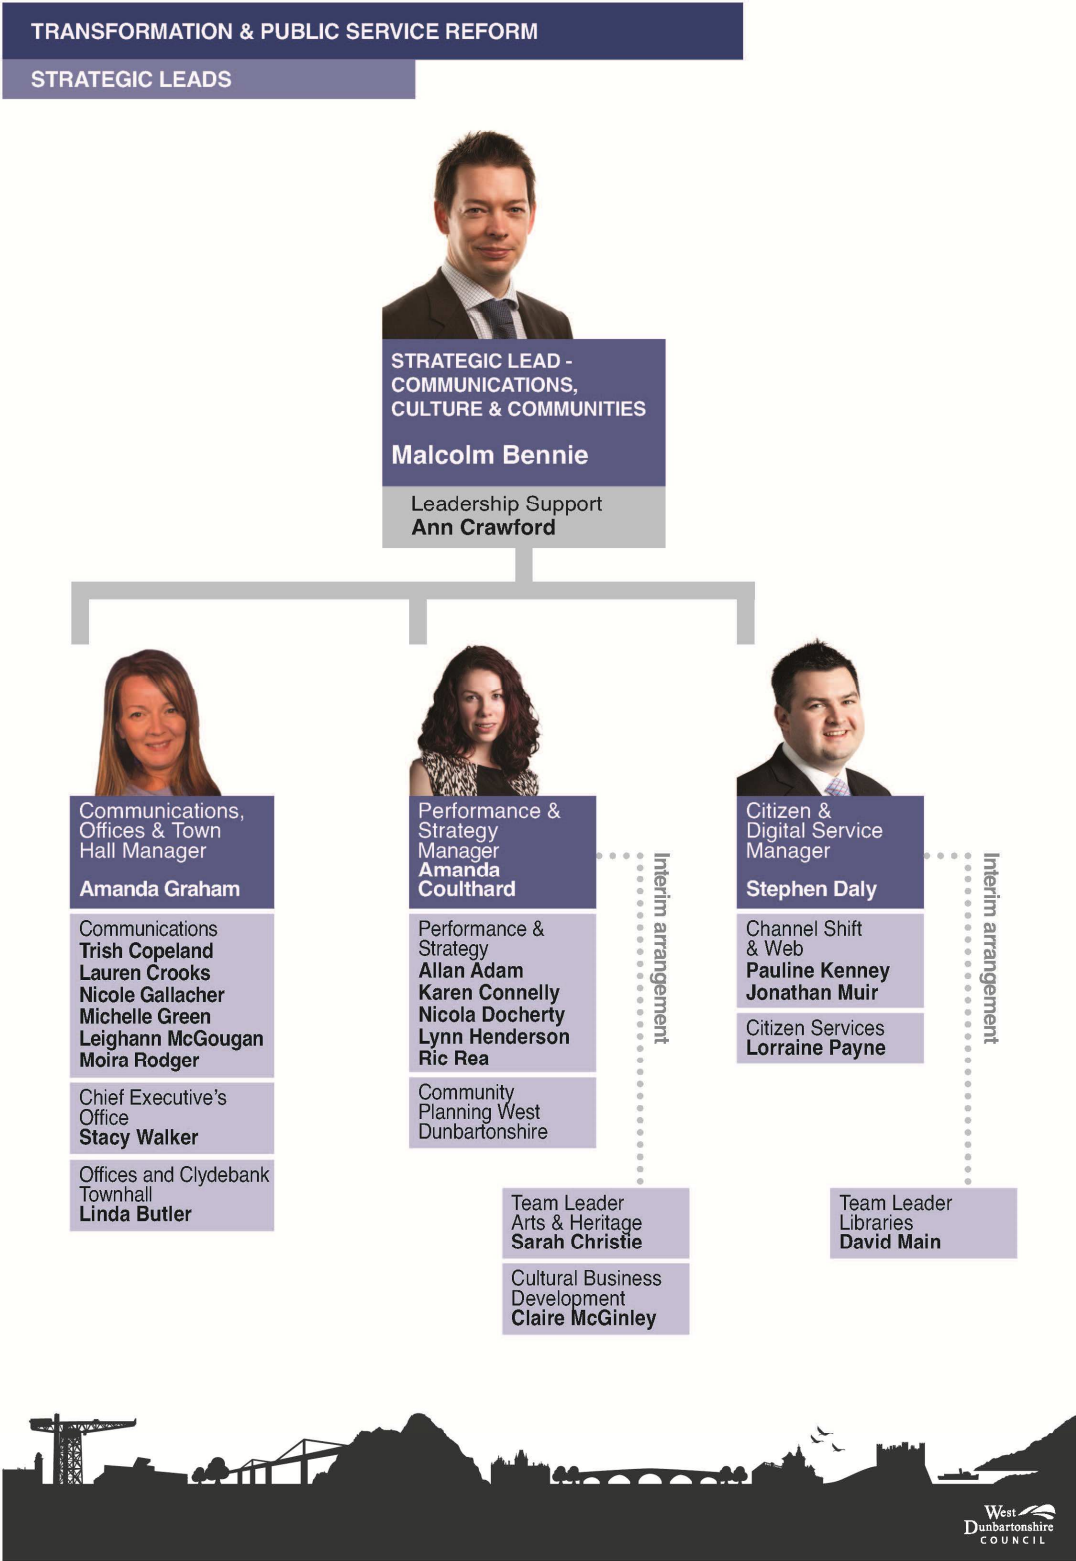 TRANSFORMATION & PUBLIC SERVICE REFORM
STRATEGIC LEADS
STRATEGIC LEAD -
COMMUNICATIONS,
CULTURE & COMMUNITIES
Malcolm Bennie
Leadership Support
Ann Crawford
Communications,
Offices & Town
Hall Manager
Amanda Graham
Communications
Trish Copeland
Lauren Crooks
Nicole Gallacher
Michelle Green
Leighann McGougan
Moira Rodger
Chief Executive’s
Office
Stacy Walker
Offices and Clydebank
Townhall
Linda Butler
Performance &
Strategy
Manager
Amanda
Coulthard
Performance &
Strategy
Allan Adam
Karen Connelly
Nicola Docherty
Lynn Henderson
Ric Rea
Community
Planning West
Dunbartonshire
Interim arrangement
Team Leader
Arts & Heritage
Sarah Christie
Cultural Business
Development
Claire McGinley
Citizen &
Digital Service
Manager
Stephen Daly
Channel Shift
& Web
Pauline Kenney
Jonathan Muir
Citizen Services
Lorraine Payne
Interim arrangement
Team Leader
Libraries
David Main
West
Dunbartonshire
COUNCIL